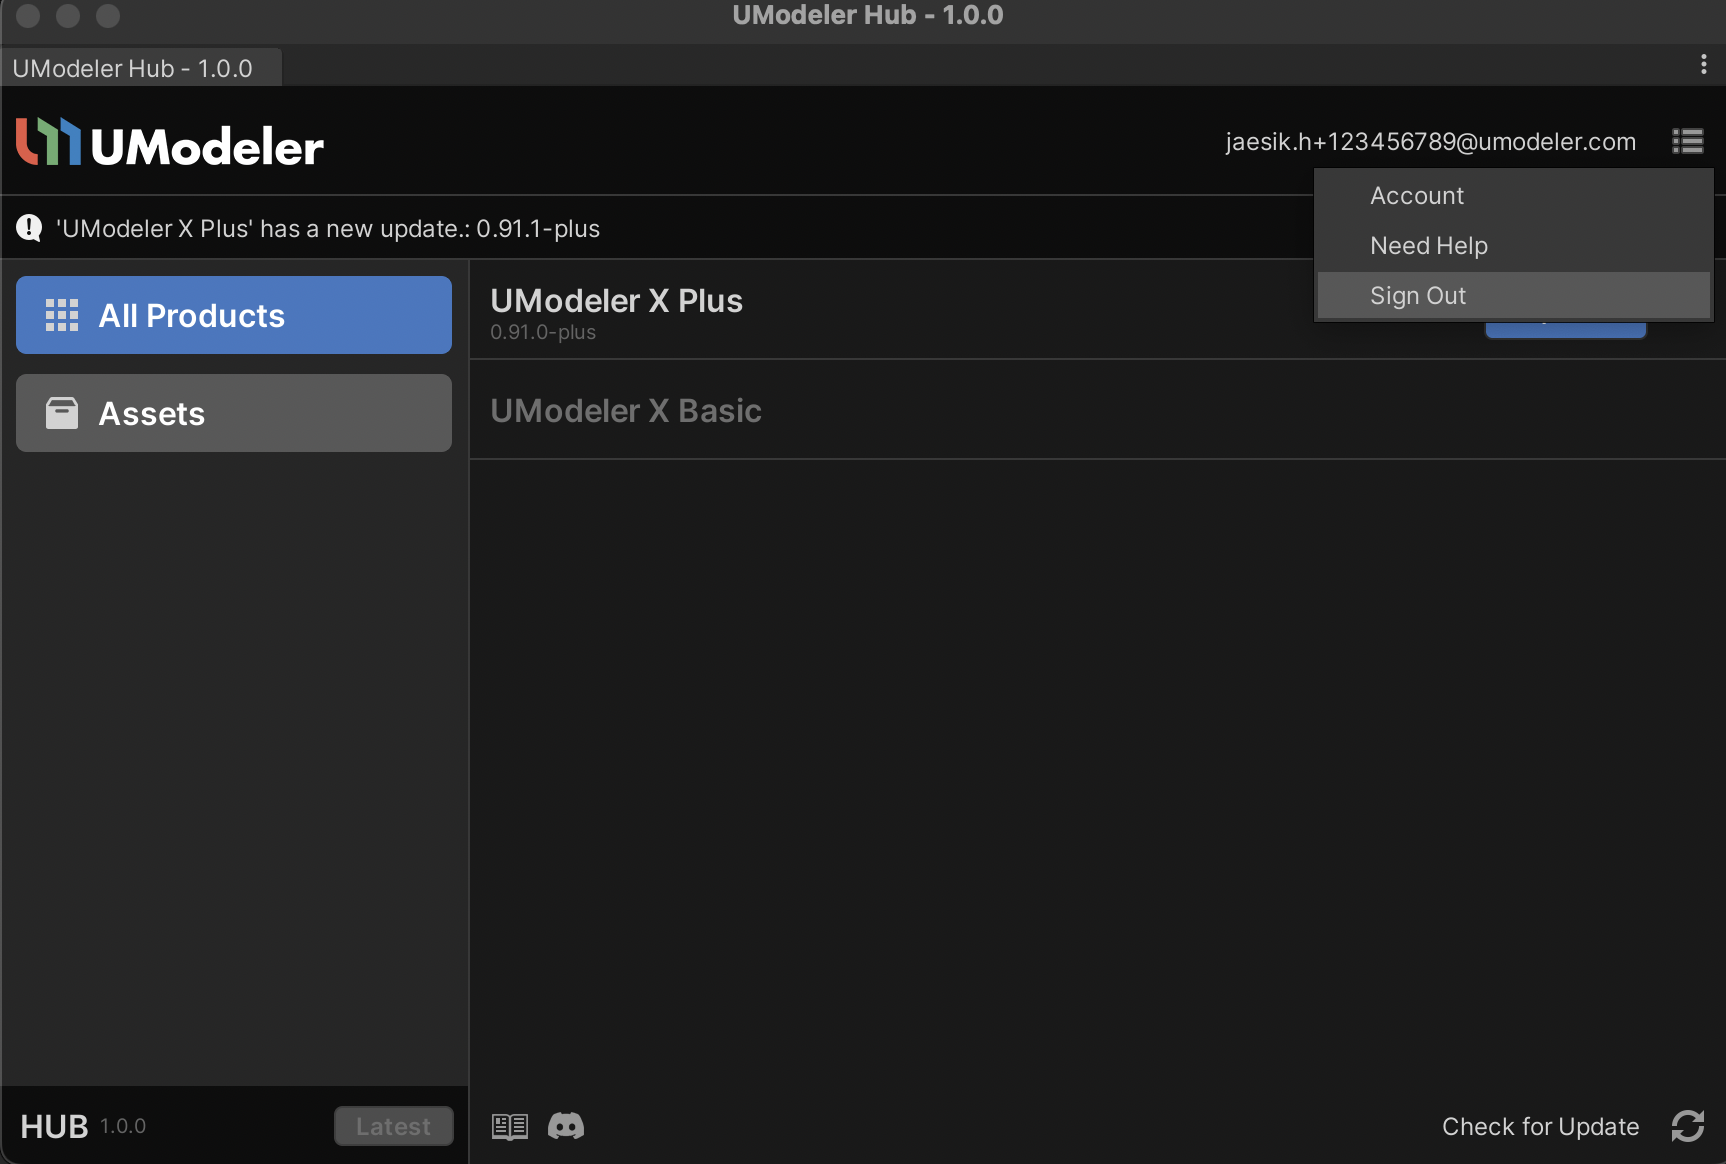 UModeler Hub - 1.0.0
UModeler Hub - 1.0.0
UModeler
jaesik.h+123456789@umodeler.com
Account
Need Help
Sign Out
'UModeler X Plus' has a new update.: 0.91.1-plus
All Products
Assets
UModeler X Plus
0.91.0-plus
UModeler X Basic
HUB 1.0.0
Latest
Check for Update